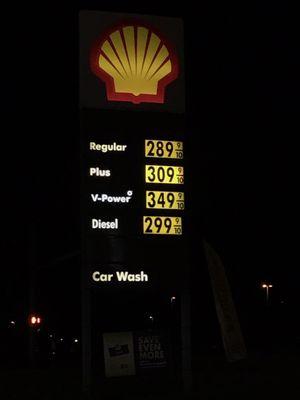 Regular 289 9/10
Plus 309 9/10
V-Power 349 9/10
Diesel 299 9/10
Car Wash
SAVE
EVEN
MORE